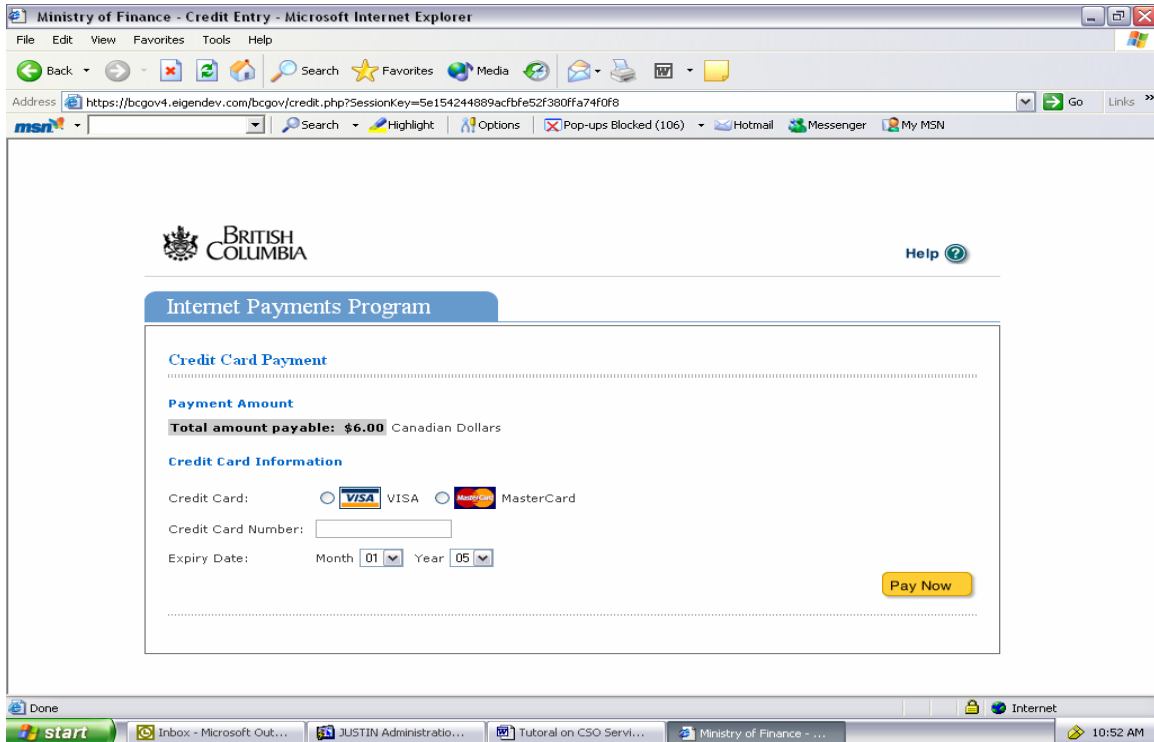 Ministry of Finance - Credit Entry - Microsoft Internet Explorer
File Edit View Favorites Tools Help
Back Search Favorites Media
Address https://bcgov4.eigendev.com/bcgov/credit.php?SessionKey=5e154244889acfbfe52f380ffa74f0f8 Go Links »
msn Search Highlight Options Pop-ups Blocked (106) Hotmail Messenger My MSN
BRITISH
COLUMBIA
Help ?
Internet Payments Program
Credit Card Payment
Payment Amount
Total amount payable: $6.00 Canadian Dollars
Credit Card Information
Credit Card: VISA VISA MasterCard MasterCard
Credit Card Number:
Expiry Date: Month 01 Year 05
Pay Now
Done Internet
start Inbox - Microsoft Out... JUSTIN Administratio... Tutoral on CSO Servi... Ministry of Finance - ... 10:52 AM